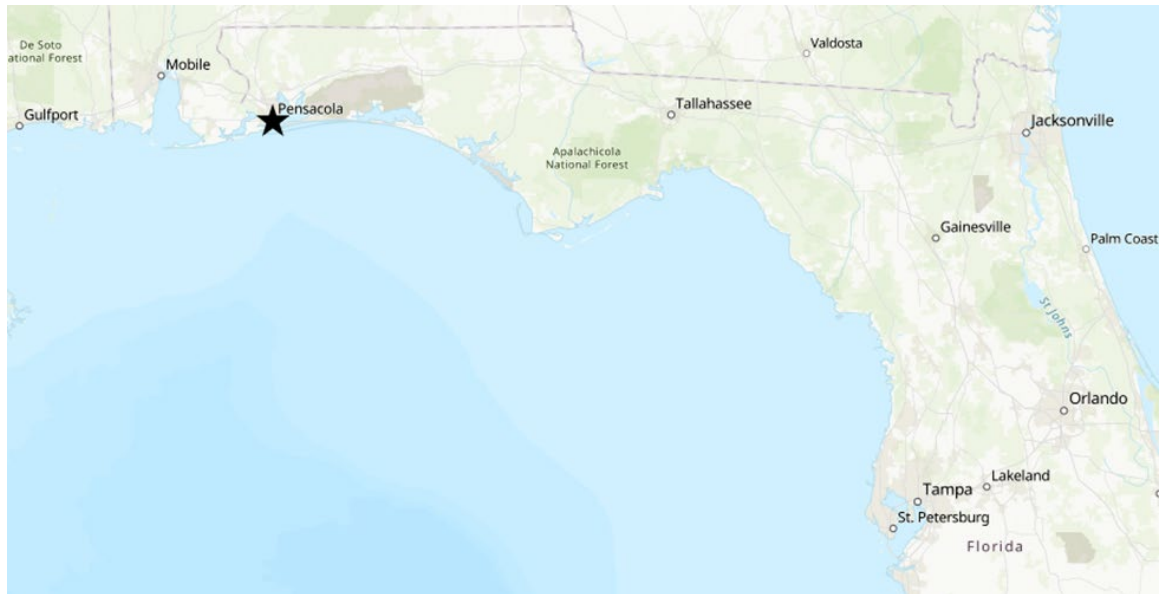 De Soto
ational Forest
Mobile
Gulfport
Pensacola
Valdosta
Tallahassee
Apalachicola
National Forest
Jacksonville
Gainesville
Palm Coast
St Johns
Orlando
Lakeland
Tampa
St. Petersburg
Florida